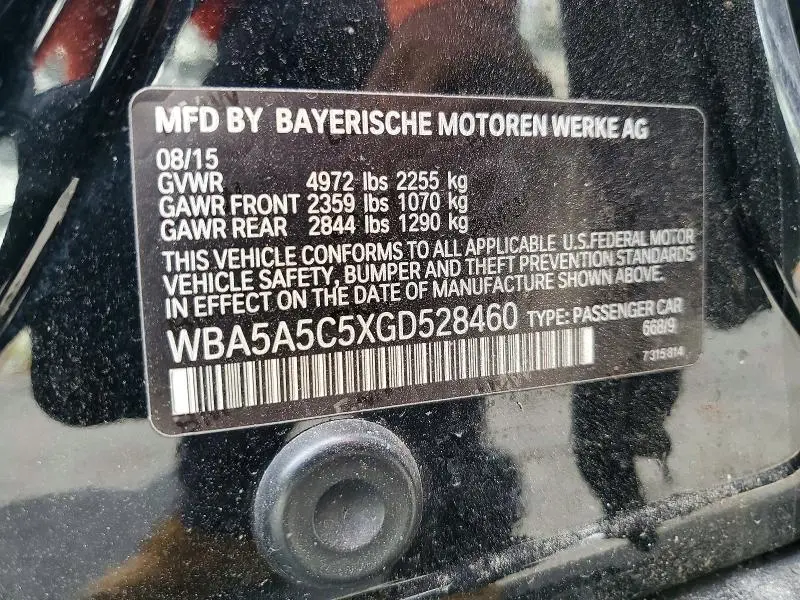 MFD BY BAYERISCHE MOTOREN WERKE AG
08/15
GVWR 4972 lbs 2255 kg
GAWR FRONT 2359 lbs 1070 kg
GAWR REAR 2844 lbs 1290 kg
THIS VEHICLE CONFORMS TO ALL APPLICABLE U.S.FEDERAL MOTOR
VEHICLE SAFETY, BUMPER AND THEFT PREVENTION STANDARDS
IN EFFECT ON THE DATE OF MANUFACTURE SHOWN ABOVE.
WBA5A5C5XGD528460 TYPE: PASSENGER CAR
668/9
7315814